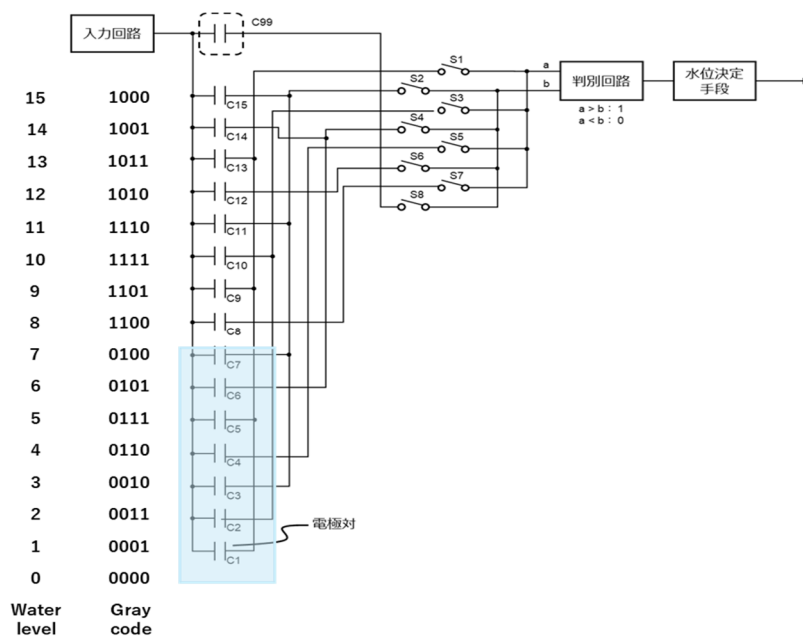 入力回路
C99
S1
a
判別回路
水位決定
手段
S2
b
a > b : 1
a < b : 0
S3
15 1000 C15
S4
14 1001 C14
S5
13 1011 C13
S6
12 1010 C12
S7
S8
11 1110 C11
10 1111 C10
9 1101 C9
8 1100 C8
7 0100 C7
6 0101 C6
5 0111 C5
4 0110 C4
3 0010 C3
2 0011 C2
電極対
1 0001 C1
0 0000
Water Gray
level code